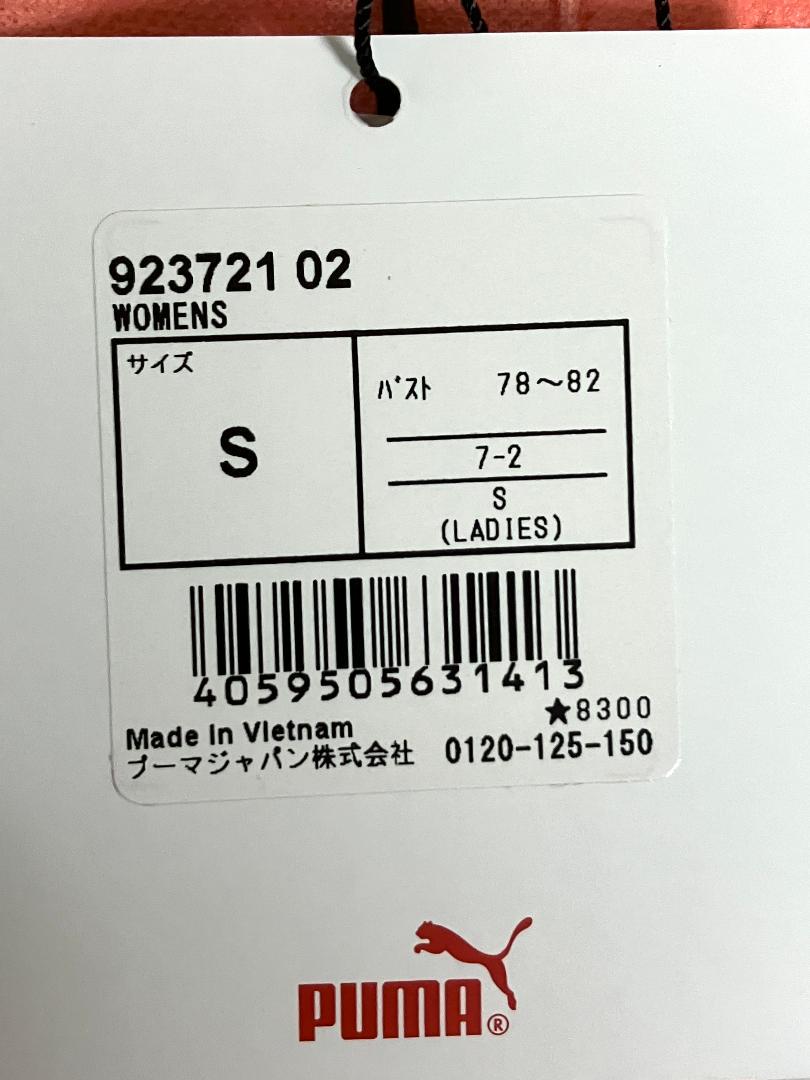 923721 02
WOMENS
サイズ
S
バスト 78～82
7-2
S
(LADIES)
4059505631413
★8300
Made In Vietnam
プーマジャパン株式会社 0120-125-150
PUMA®